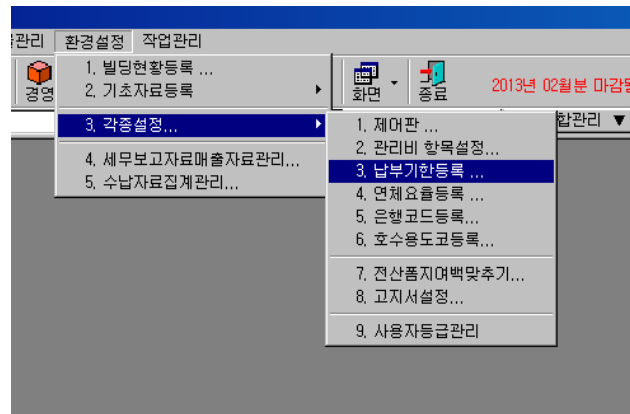 관리 환경설정 작업관리
경영
화면
종료
2013년 02월분 마감
합관리 ▼
1. 빌딩현황등록 ...
2. 기초자료등록
3. 각종설정...
4. 세무보고자료매출자료관리...
5. 수납자료집계관리...
1. 제어판 ...
2. 관리비 항목설정...
3. 납부기한등록 ...
4. 연체요율등록 ...
5. 은행코드등록...
6. 호수용도코등록...
7. 전산폼지여백맞추기...
8. 고지서설정...
9. 사용자등급관리